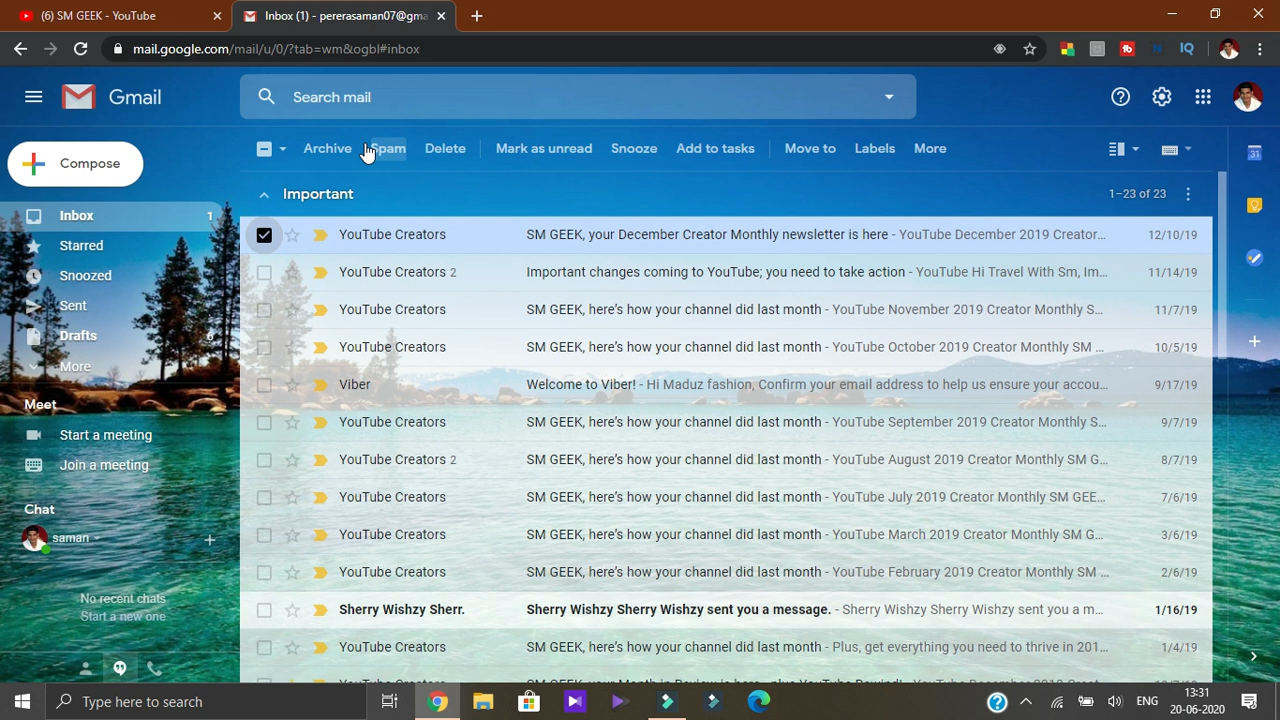 (6) SM GEEK - YouTube
Inbox (1) - pererasaman07@gma
mail.google.com/mail/u/0/?tab=wm&ogbl#inbox
Gmail
Search mail
Compose
Archive Spam Delete Mark as unread Snooze Add to tasks Move to Labels More
Important 1–23 of 23
Inbox 1
Starred
Snoozed
Sent
Drafts 6
More
Meet
Start a meeting
Join a meeting
Chat
saman
No recent chats
Start a new one
YouTube Creators SM GEEK, your December Creator Monthly newsletter is here - YouTube December 2019 Creator... 12/10/19
YouTube Creators 2 Important changes coming to YouTube; you need to take action - YouTube Hi Travel With Sm, Im... 11/14/19
YouTube Creators SM GEEK, here's how your channel did last month - YouTube November 2019 Creator Monthly S... 11/7/19
YouTube Creators SM GEEK, here's how your channel did last month - YouTube October 2019 Creator Monthly SM ... 10/5/19
Viber Welcome to Viber! - Hi Maduz fashion, Confirm your email address to help us ensure your accou... 9/17/19
YouTube Creators SM GEEK, here's how your channel did last month - YouTube September 2019 Creator Monthly S... 9/7/19
YouTube Creators 2 SM GEEK, here's how your channel did last month - YouTube August 2019 Creator Monthly SM G... 8/7/19
YouTube Creators SM GEEK, here's how your channel did last month - YouTube July 2019 Creator Monthly SM GEE... 7/6/19
YouTube Creators SM GEEK, here's how your channel did last month - YouTube March 2019 Creator Monthly SM G... 3/6/19
YouTube Creators SM GEEK, here's how your channel did last month - YouTube February 2019 Creator Monthly SM ... 2/6/19
Sherry Wishzy Sherr. Sherry Wishzy Sherry Wishzy sent you a message. - Sherry Wishzy Sherry Wishzy sent you a m... 1/16/19
YouTube Creators SM GEEK, here's how your channel did last month - Plus, get everything you need to thrive in 201... 1/4/19
Type here to search
ENG
13:31
20-06-2020